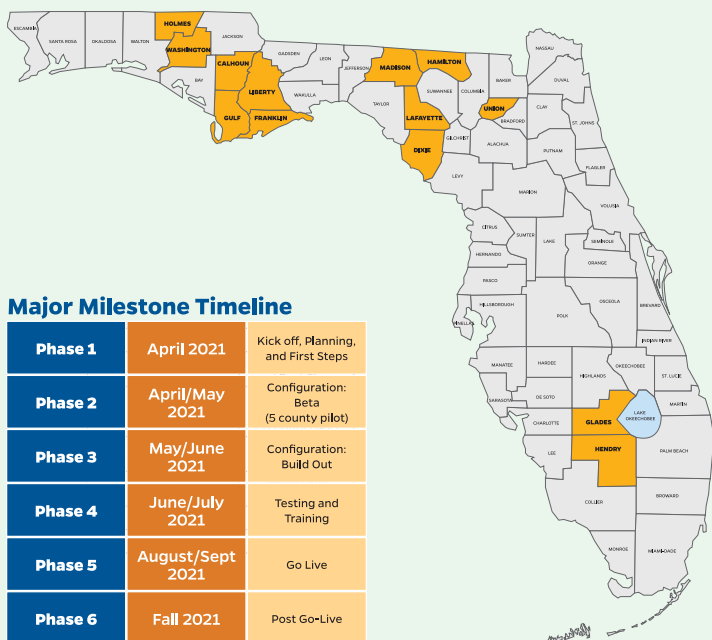 HOLMES
ESCAMBIA
SANTA ROSA
OKALOOSA
WALTON
JACKSON
WASHINGTON
NASSAU
GADSDEN
LEON
HAMILTON
CALHOUN
MADISON
JEFFERSON
BAKER
DUVAL
BAY
LIBERTY
SUWANNEE
COLUMBIA
WAKULLA
TAYLOR
UNION
CLAY
GULF
FRANKLIN
LAFAYETTE
BRADFORD
ST. JOHNS
GILCHRIST
ALACHUA
PUTNAM
DIXIE
FLAGLER
LEVY
MARION
VOLUSIA
CITRUS
SUMTER
LAKE
SEMINOLE
HERNANDO
ORANGE
PASCO
OSCEOLA
BREVARD
HILLSBOROUGH
POLK
PINELLAS
INDIAN RIVER
MANATEE
HARDEE
OKEECHOBEE
HIGHLANDS
ST. LUCIE
SARASOTA
DE SOTO
MARTIN
LAKE
OKEECHOBEE
CHARLOTTE
GLADES
LEE
HENDRY
PALM BEACH
COLLIER
BROWARD
MONROE
MIAMI-DADE
Major Milestone Timeline
Phase 1
April 2021
Kick off, Planning,
and First Steps
Phase 2
April/May
2021
Configuration:
Beta
(5 county pilot)
Phase 3
May/June
2021
Configuration:
Build Out
Phase 4
June/July
2021
Testing and
Training
Phase 5
August/Sept
2021
Go Live
Phase 6
Fall 2021
Post Go-Live